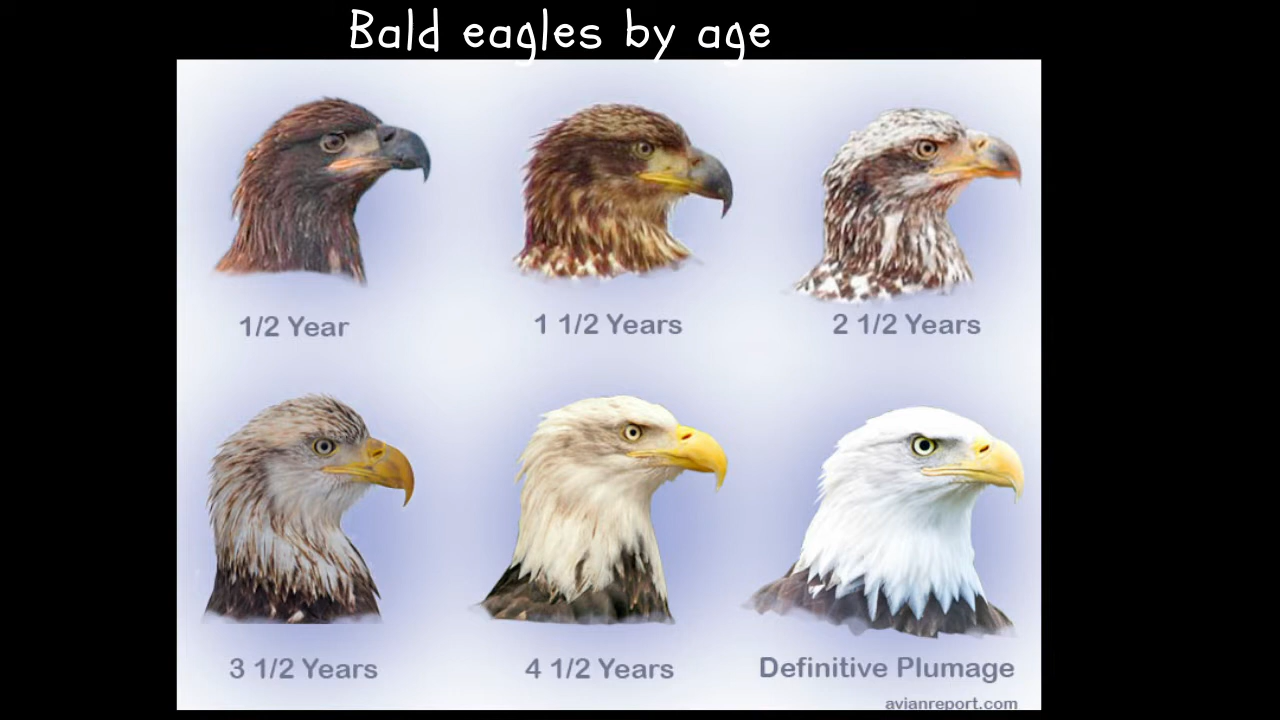 Bald eagles by age
1/2 Year
1 1/2 Years
2 1/2 Years
3 1/2 Years
4 1/2 Years
Definitive Plumage
avianreport.com